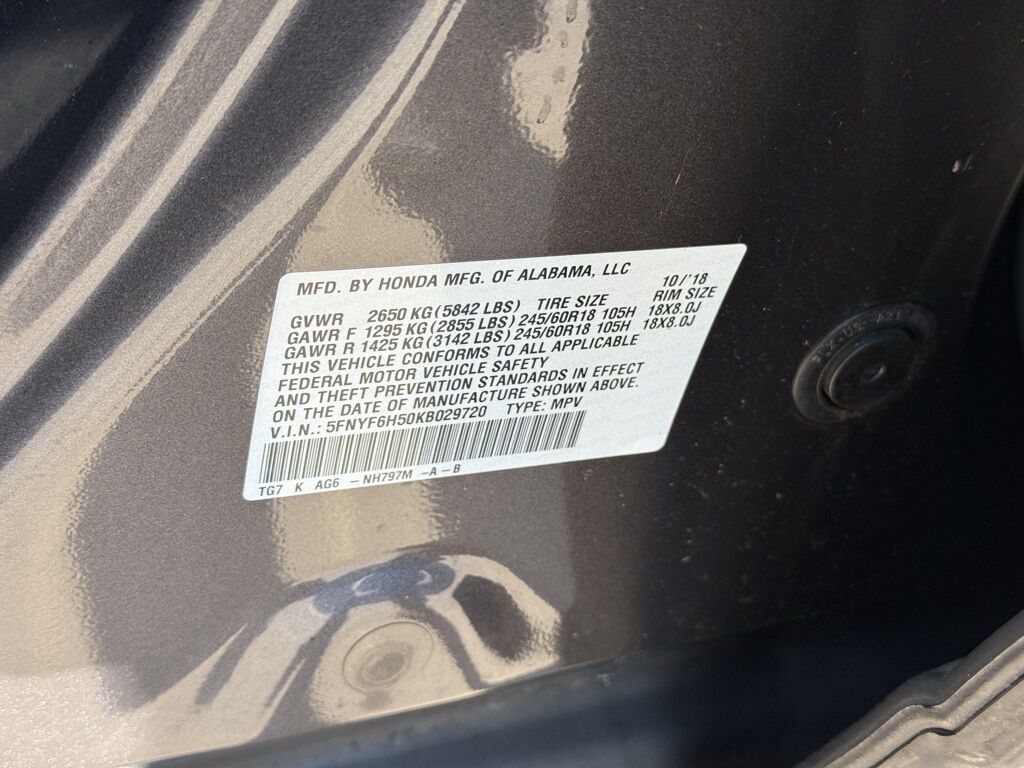 MFD. BY HONDA MFG. OF ALABAMA, LLC 10/'18
GVWR 2650 KG (5842 LBS) TIRE SIZE RIM SIZE
GAWR F 1295 KG (2855 LBS) 245/60R18 105H 18X8.0J
GAWR R 1425 KG (3142 LBS) 245/60R18 105H 18X8.0J
THIS VEHICLE CONFORMS TO ALL APPLICABLE
FEDERAL MOTOR VEHICLE SAFETY
AND THEFT PREVENTION STANDARDS IN EFFECT
ON THE DATE OF MANUFACTURE SHOWN ABOVE.
V.I.N.: 5FNYF6H50KB029720 TYPE: MPV
TG7 K AG6 – NH797M –A –B